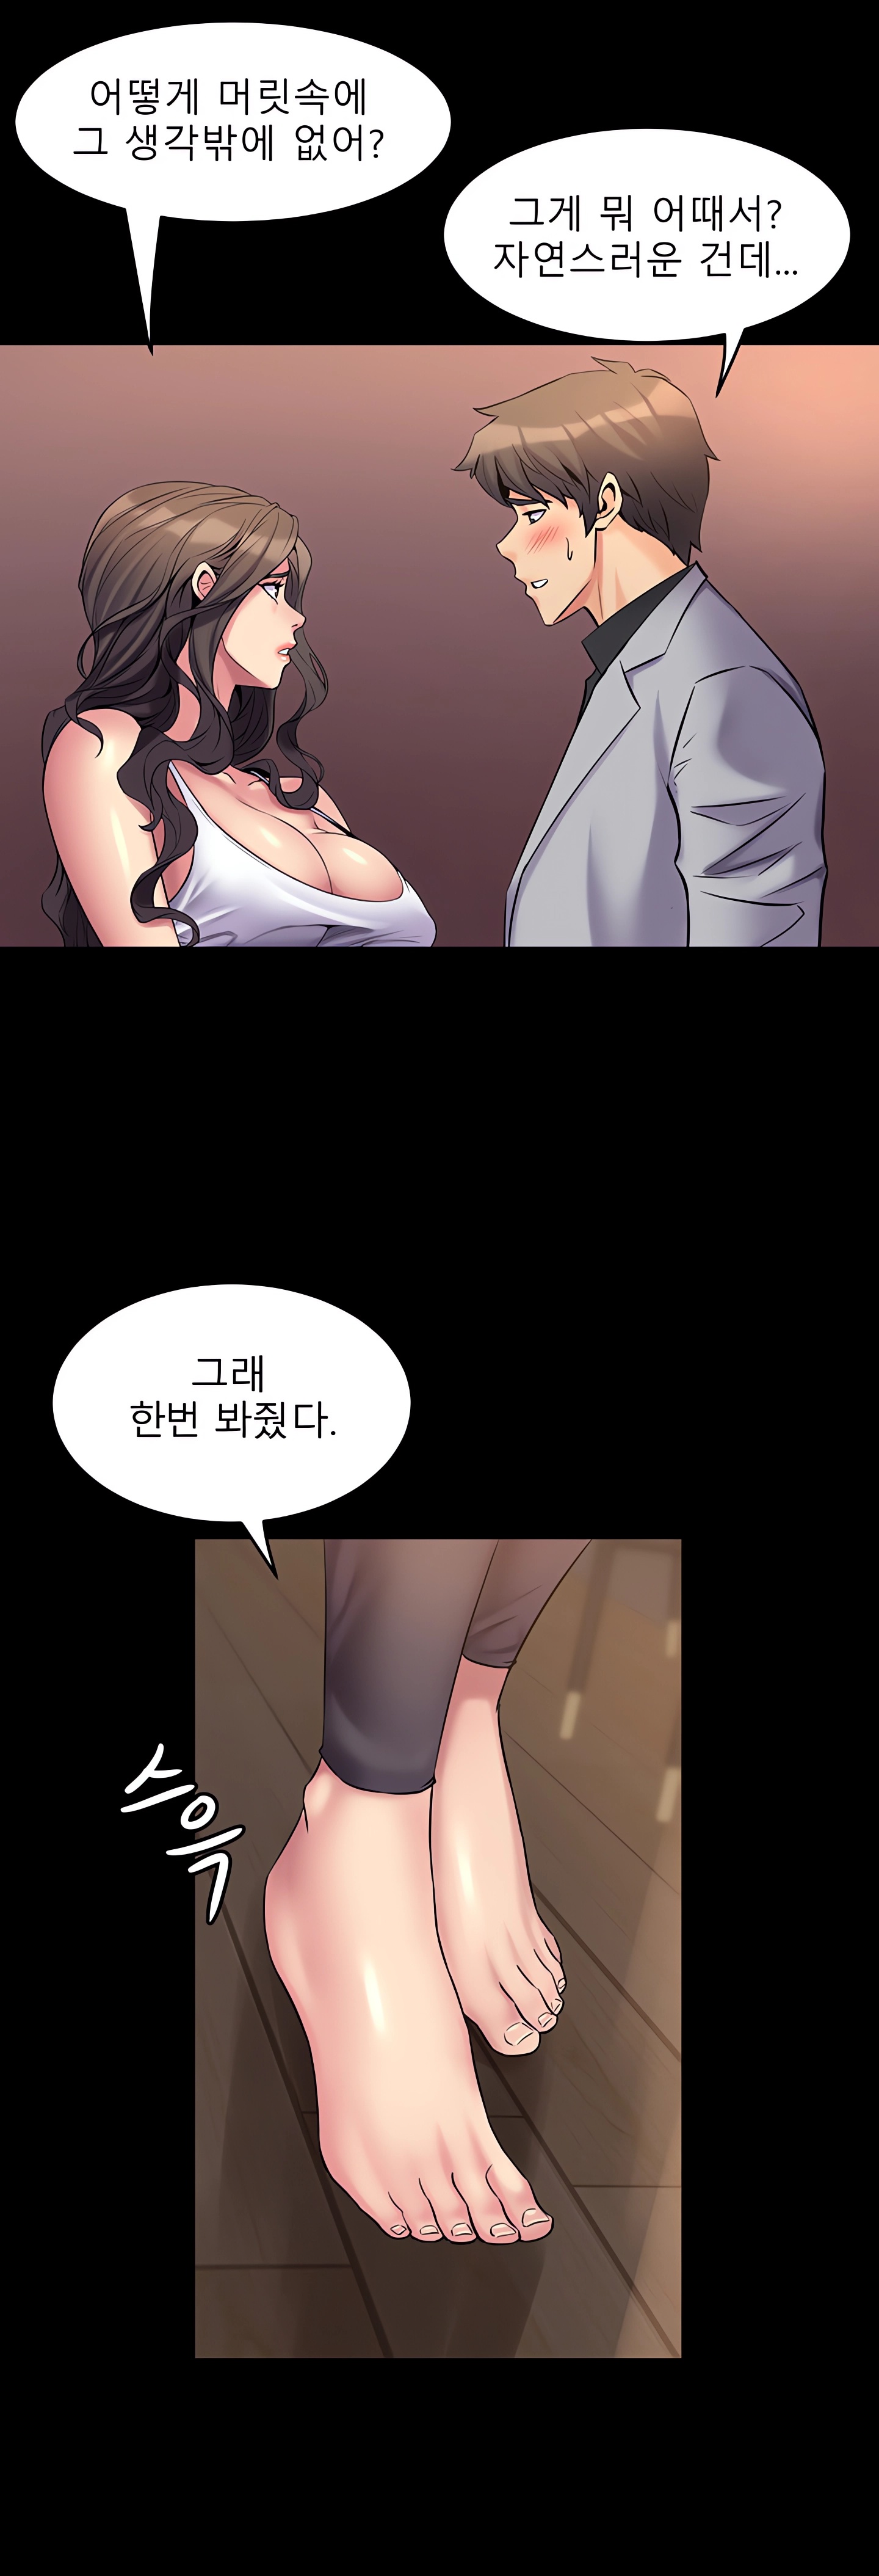 어떻게 머릿속에
그 생각밖에 없어?
그게 뭐 어때서?
자연스러운 건데...
그래
한번 봐줬다.
스윽